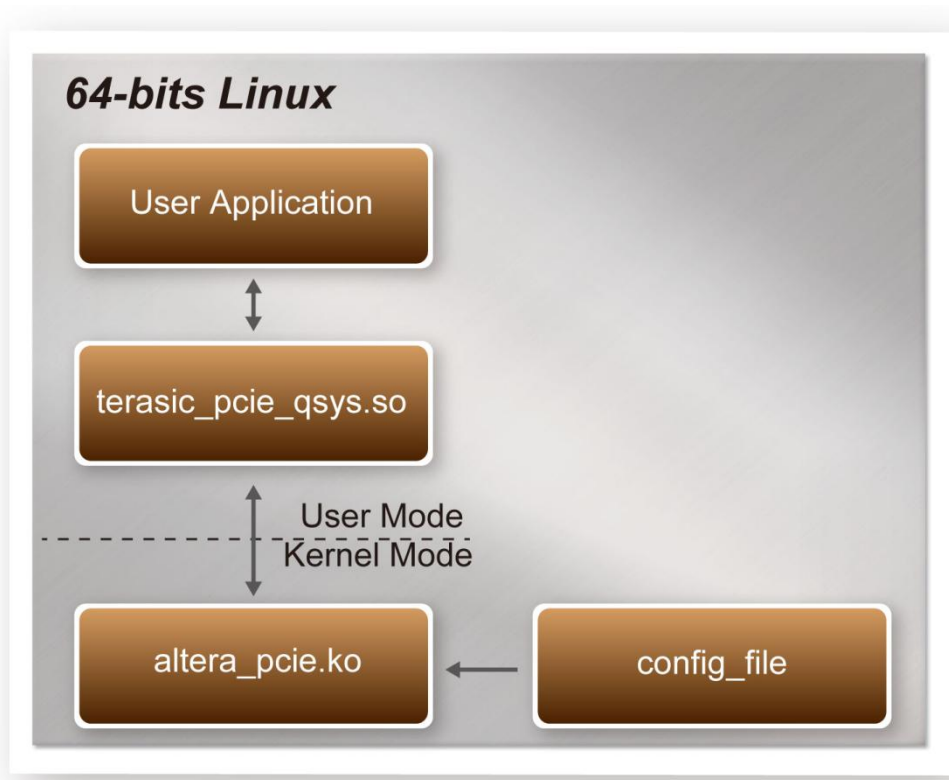 64-bits Linux
User Application
terasic_pcie_qsys.so
User Mode
Kernel Mode
altera_pcie.ko
config_file